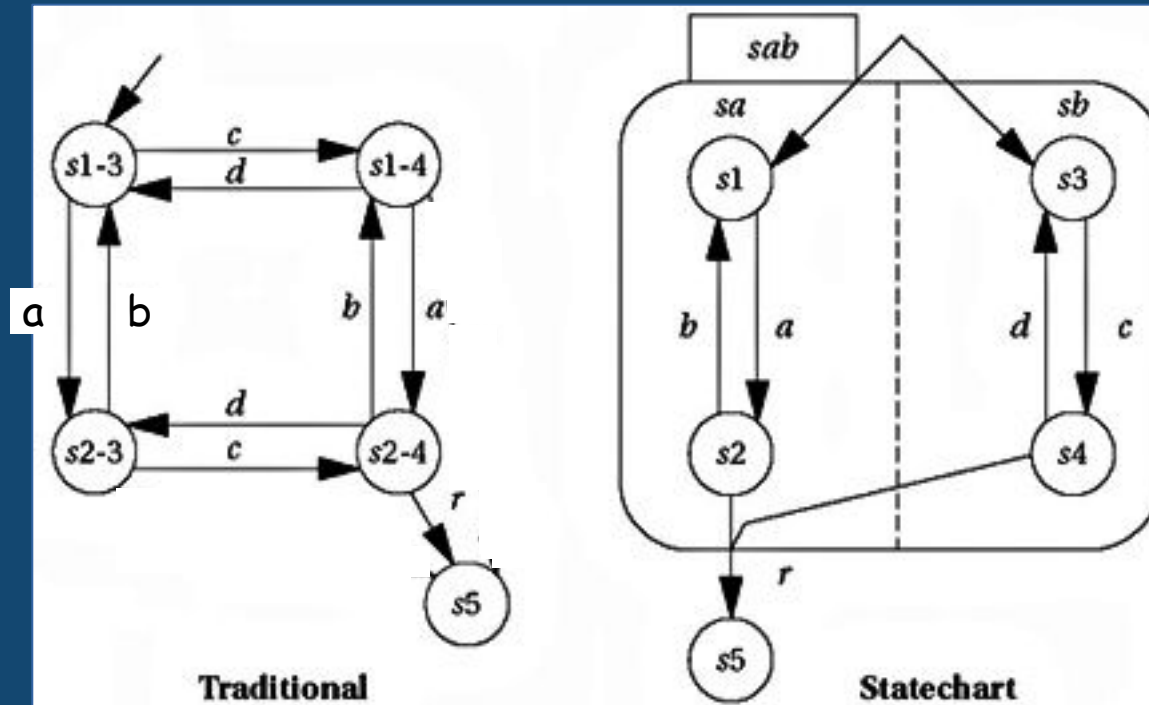 c
s1-3
s1-4
d
a
b
b
a
d
s2-3
c
s2-4
r
s5
Traditional
sab
sa
sb
s1
s3
b
a
d
c
s2
s4
r
s5
Statechart